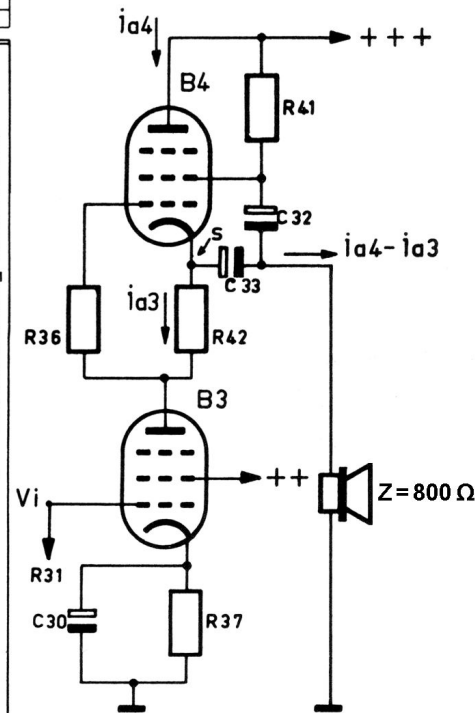 ia4
+ + +
B4
R41
C32
S
ia4-ia3
C33
ia3
R36
R42
B3
+ +
Vi
Z = 800 Ω
R31
C30
R37